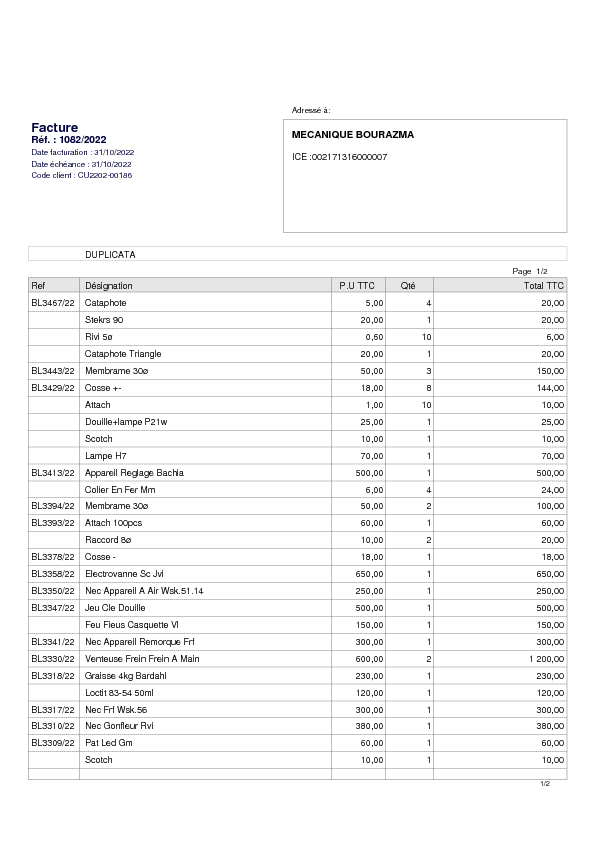 Adressé à:
Facture
Réf. : 1082/2022
Date facturation : 31/10/2022
Date échéance : 31/10/2022
Code client : CU2202-00186
MECANIQUE BOURAZMA
ICE :002171316000007
DUPLICATA
Page 1/2
Ref Désignation P.U TTC Qté Total TTC
BL3467/22 Cataphote 5,00 4 20,00
Stekrs 90 20,00 1 20,00
Rivi 5ø 0,60 10 6,00
Cataphote Triangle 20,00 1 20,00
BL3443/22 Membrame 30ø 50,00 3 150,00
BL3429/22 Cosse +- 18,00 8 144,00
Attach 1,00 10 10,00
Douille+lampe P21w 25,00 1 25,00
Scotch 10,00 1 10,00
Lampe H7 70,00 1 70,00
BL3413/22 Appareil Reglage Bachia 500,00 1 500,00
Colier En Fer Mm 6,00 4 24,00
BL3394/22 Membrame 30ø 50,00 2 100,00
BL3393/22 Attach 100pcs 60,00 1 60,00
Raccord 8ø 10,00 2 20,00
BL3378/22 Cosse - 18,00 1 18,00
BL3358/22 Electrovanne Sc Jvi 650,00 1 650,00
BL3350/22 Nec Appareil A Air Wsk.51.14 250,00 1 250,00
BL3347/22 Jeu Cle Douille 500,00 1 500,00
Feu Fleus Casquette Vl 150,00 1 150,00
BL3341/22 Nec Appareil Remorque Frf 300,00 1 300,00
BL3330/22 Venteuse Frein Frein A Main 600,00 2 1 200,00
BL3318/22 Graisse 4kg Bardahl 230,00 1 230,00
Loctit 83-54 50ml 120,00 1 120,00
BL3317/22 Nec Frf Wsk.56 300,00 1 300,00
BL3310/22 Nec Gonfleur Rvi 380,00 1 380,00
BL3309/22 Pat Led Gm 60,00 1 60,00
Scotch 10,00 1 10,00
1/2